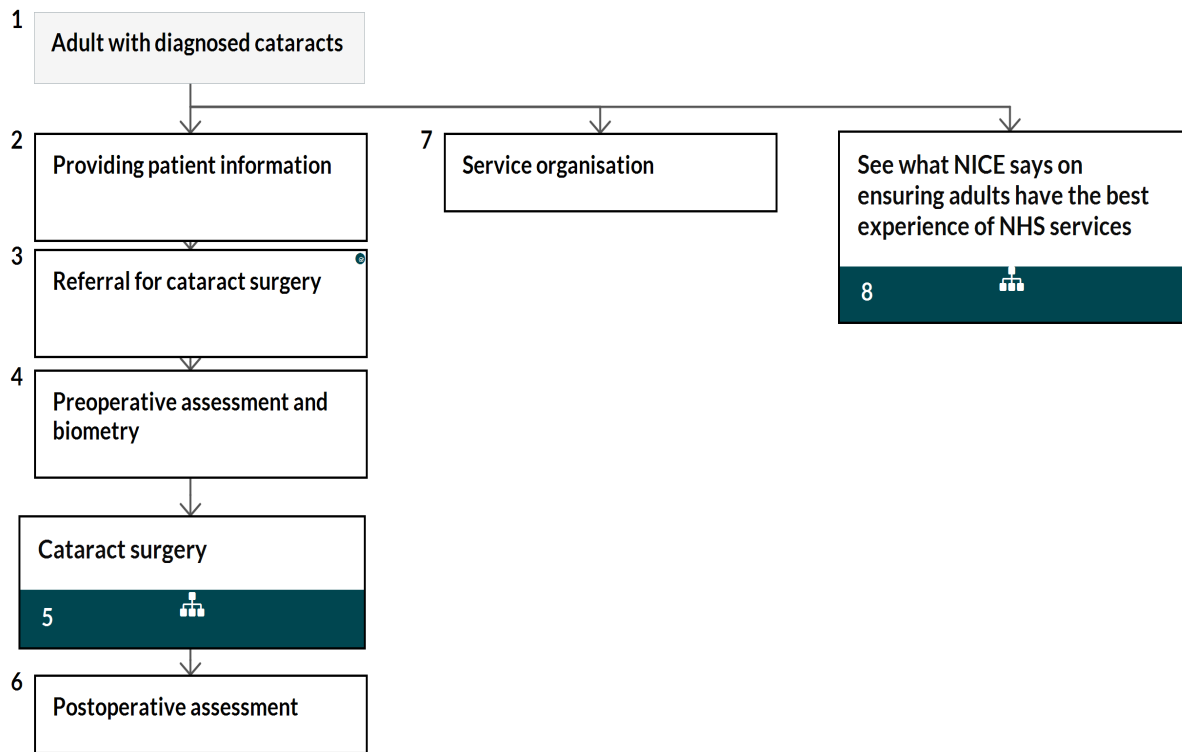 1
Adult with diagnosed cataracts
2
Providing patient information
3
Referral for cataract surgery
4
Preoperative assessment and
biometry
Cataract surgery
5
6
Postoperative assessment
7
Service organisation
See what NICE says on
ensuring adults have the best
experience of NHS services
8